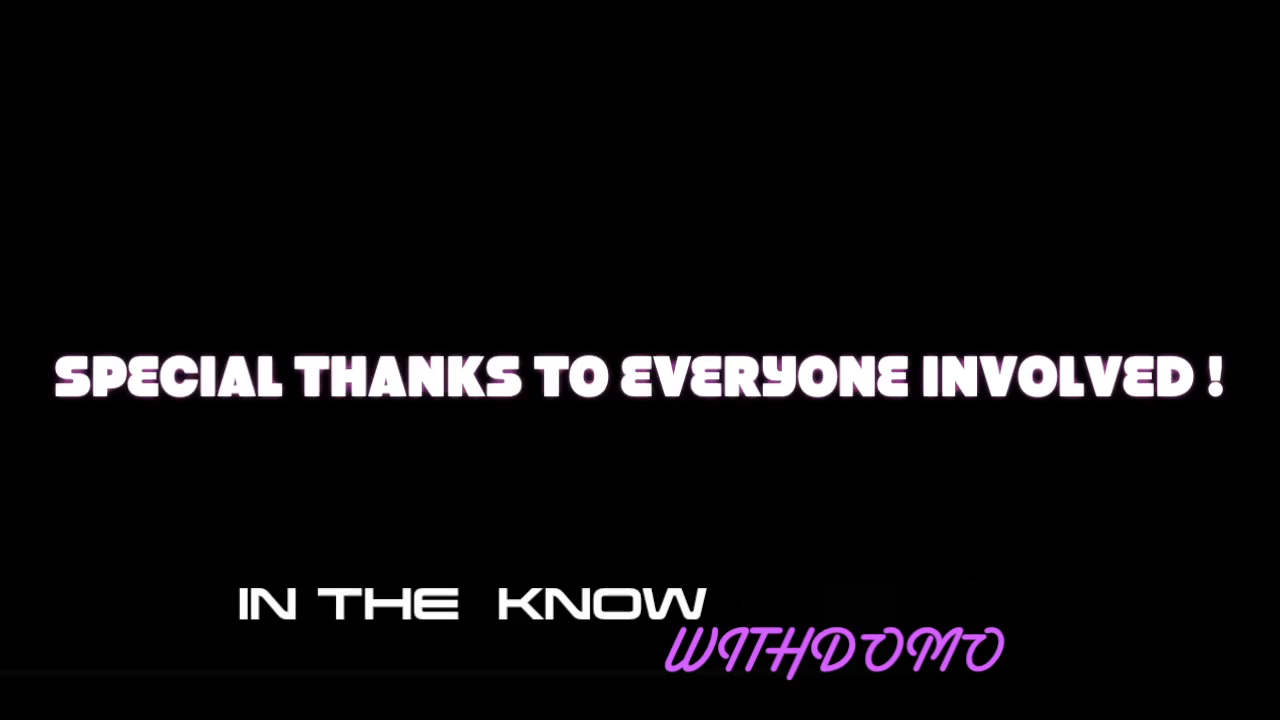 SPECIAL THANKS TO EVERYONE INVOLVED !
IN THE KNOW
WITHDOMO